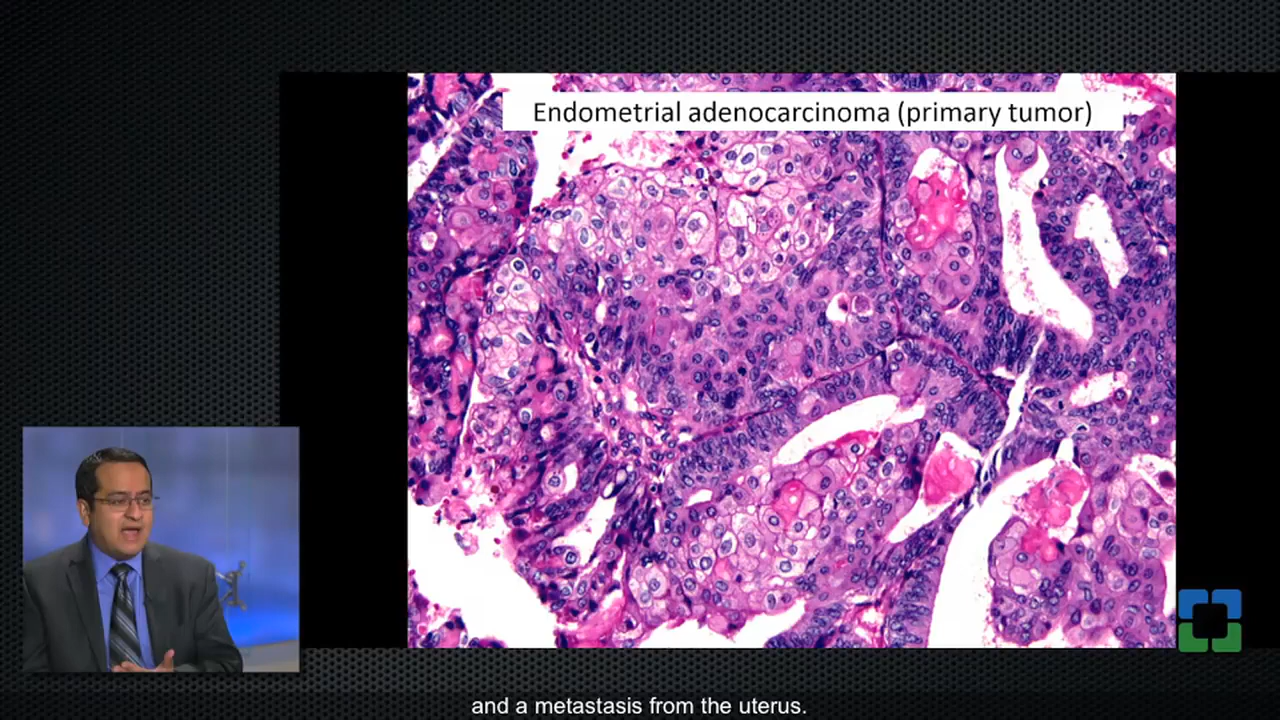 Endometrial adenocarcinoma (primary tumor)
and a metastasis from the uterus.